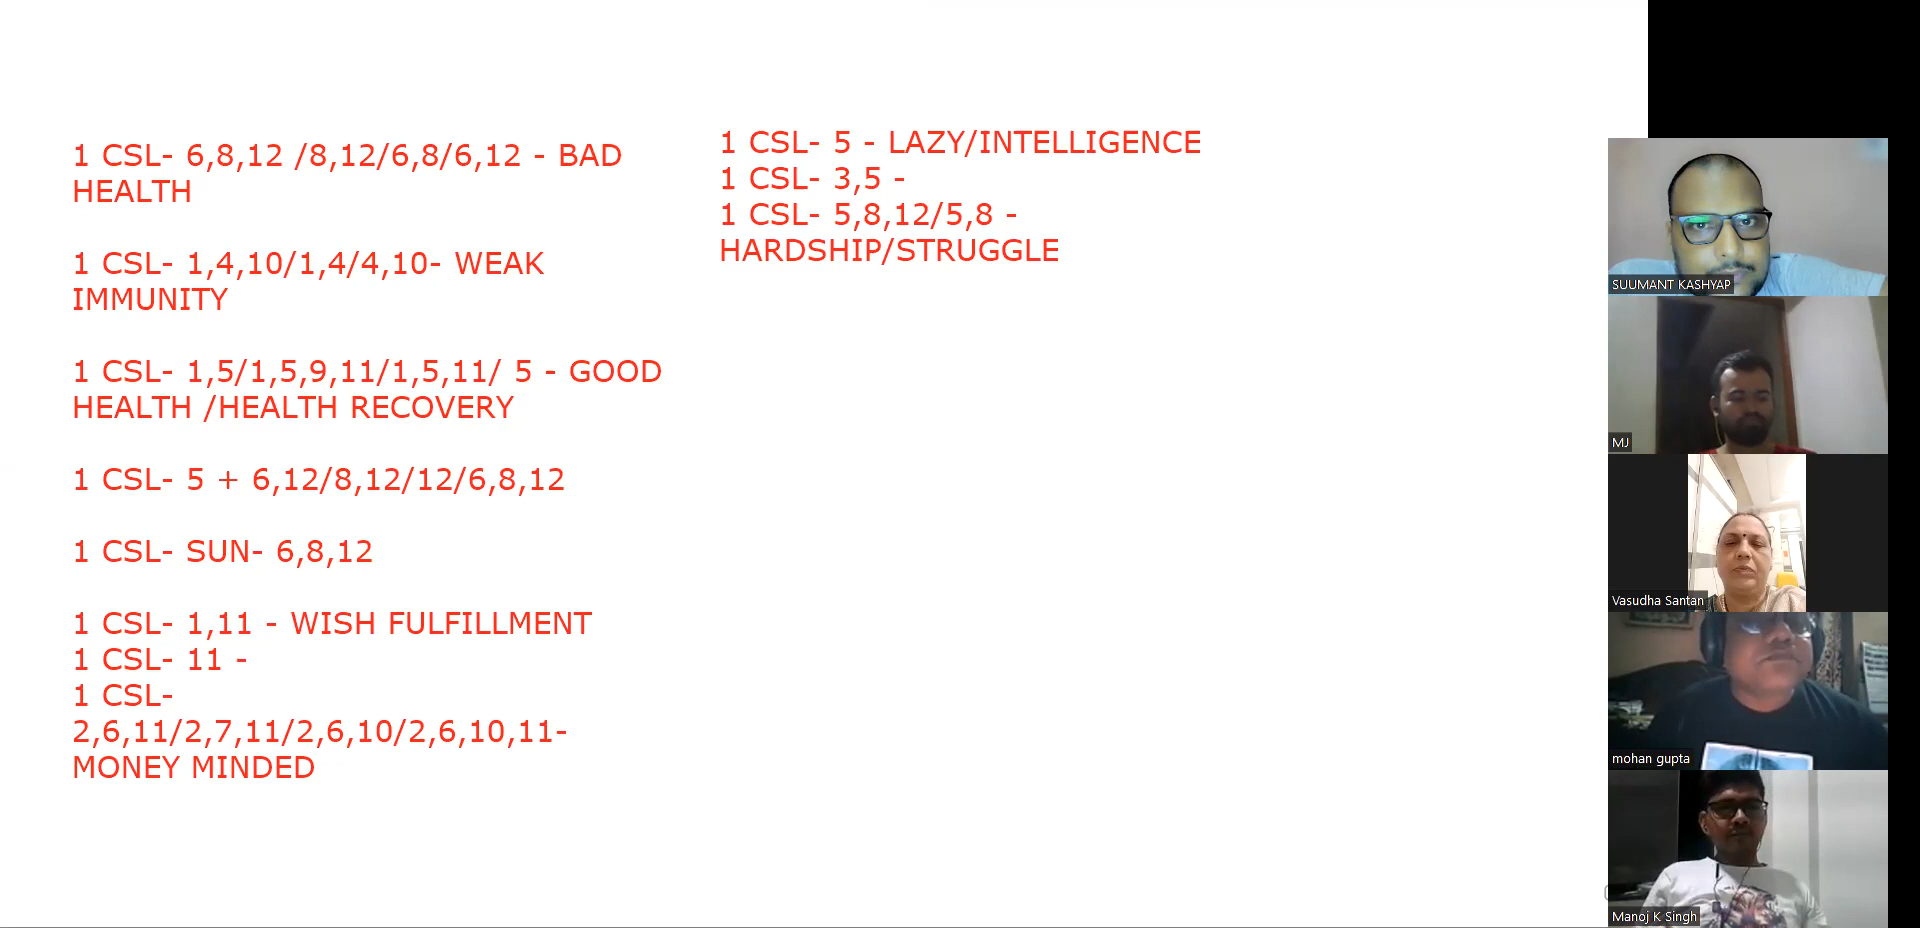 1 CSL- 6,8,12 /8,12/6,8/6,12 - BAD
HEALTH
1 CSL- 1,4,10/1,4/4,10- WEAK
IMMUNITY
1 CSL- 1,5/1,5,9,11/1,5,11/ 5 - GOOD
HEALTH /HEALTH RECOVERY
1 CSL- 5 + 6,12/8,12/12/6,8,12
1 CSL- SUN- 6,8,12
1 CSL- 1,11 - WISH FULFILLMENT
1 CSL- 11 -
1 CSL-
2,6,11/2,7,11/2,6,10/2,6,10,11-
MONEY MINDED
1 CSL- 5 - LAZY/INTELLIGENCE
1 CSL- 3,5 -
1 CSL- 5,8,12/5,8 -
HARDSHIP/STRUGGLE
SUUMANT KASHYAP
MJ
Vasudha Santan
mohan gupta
Manoj K Singh